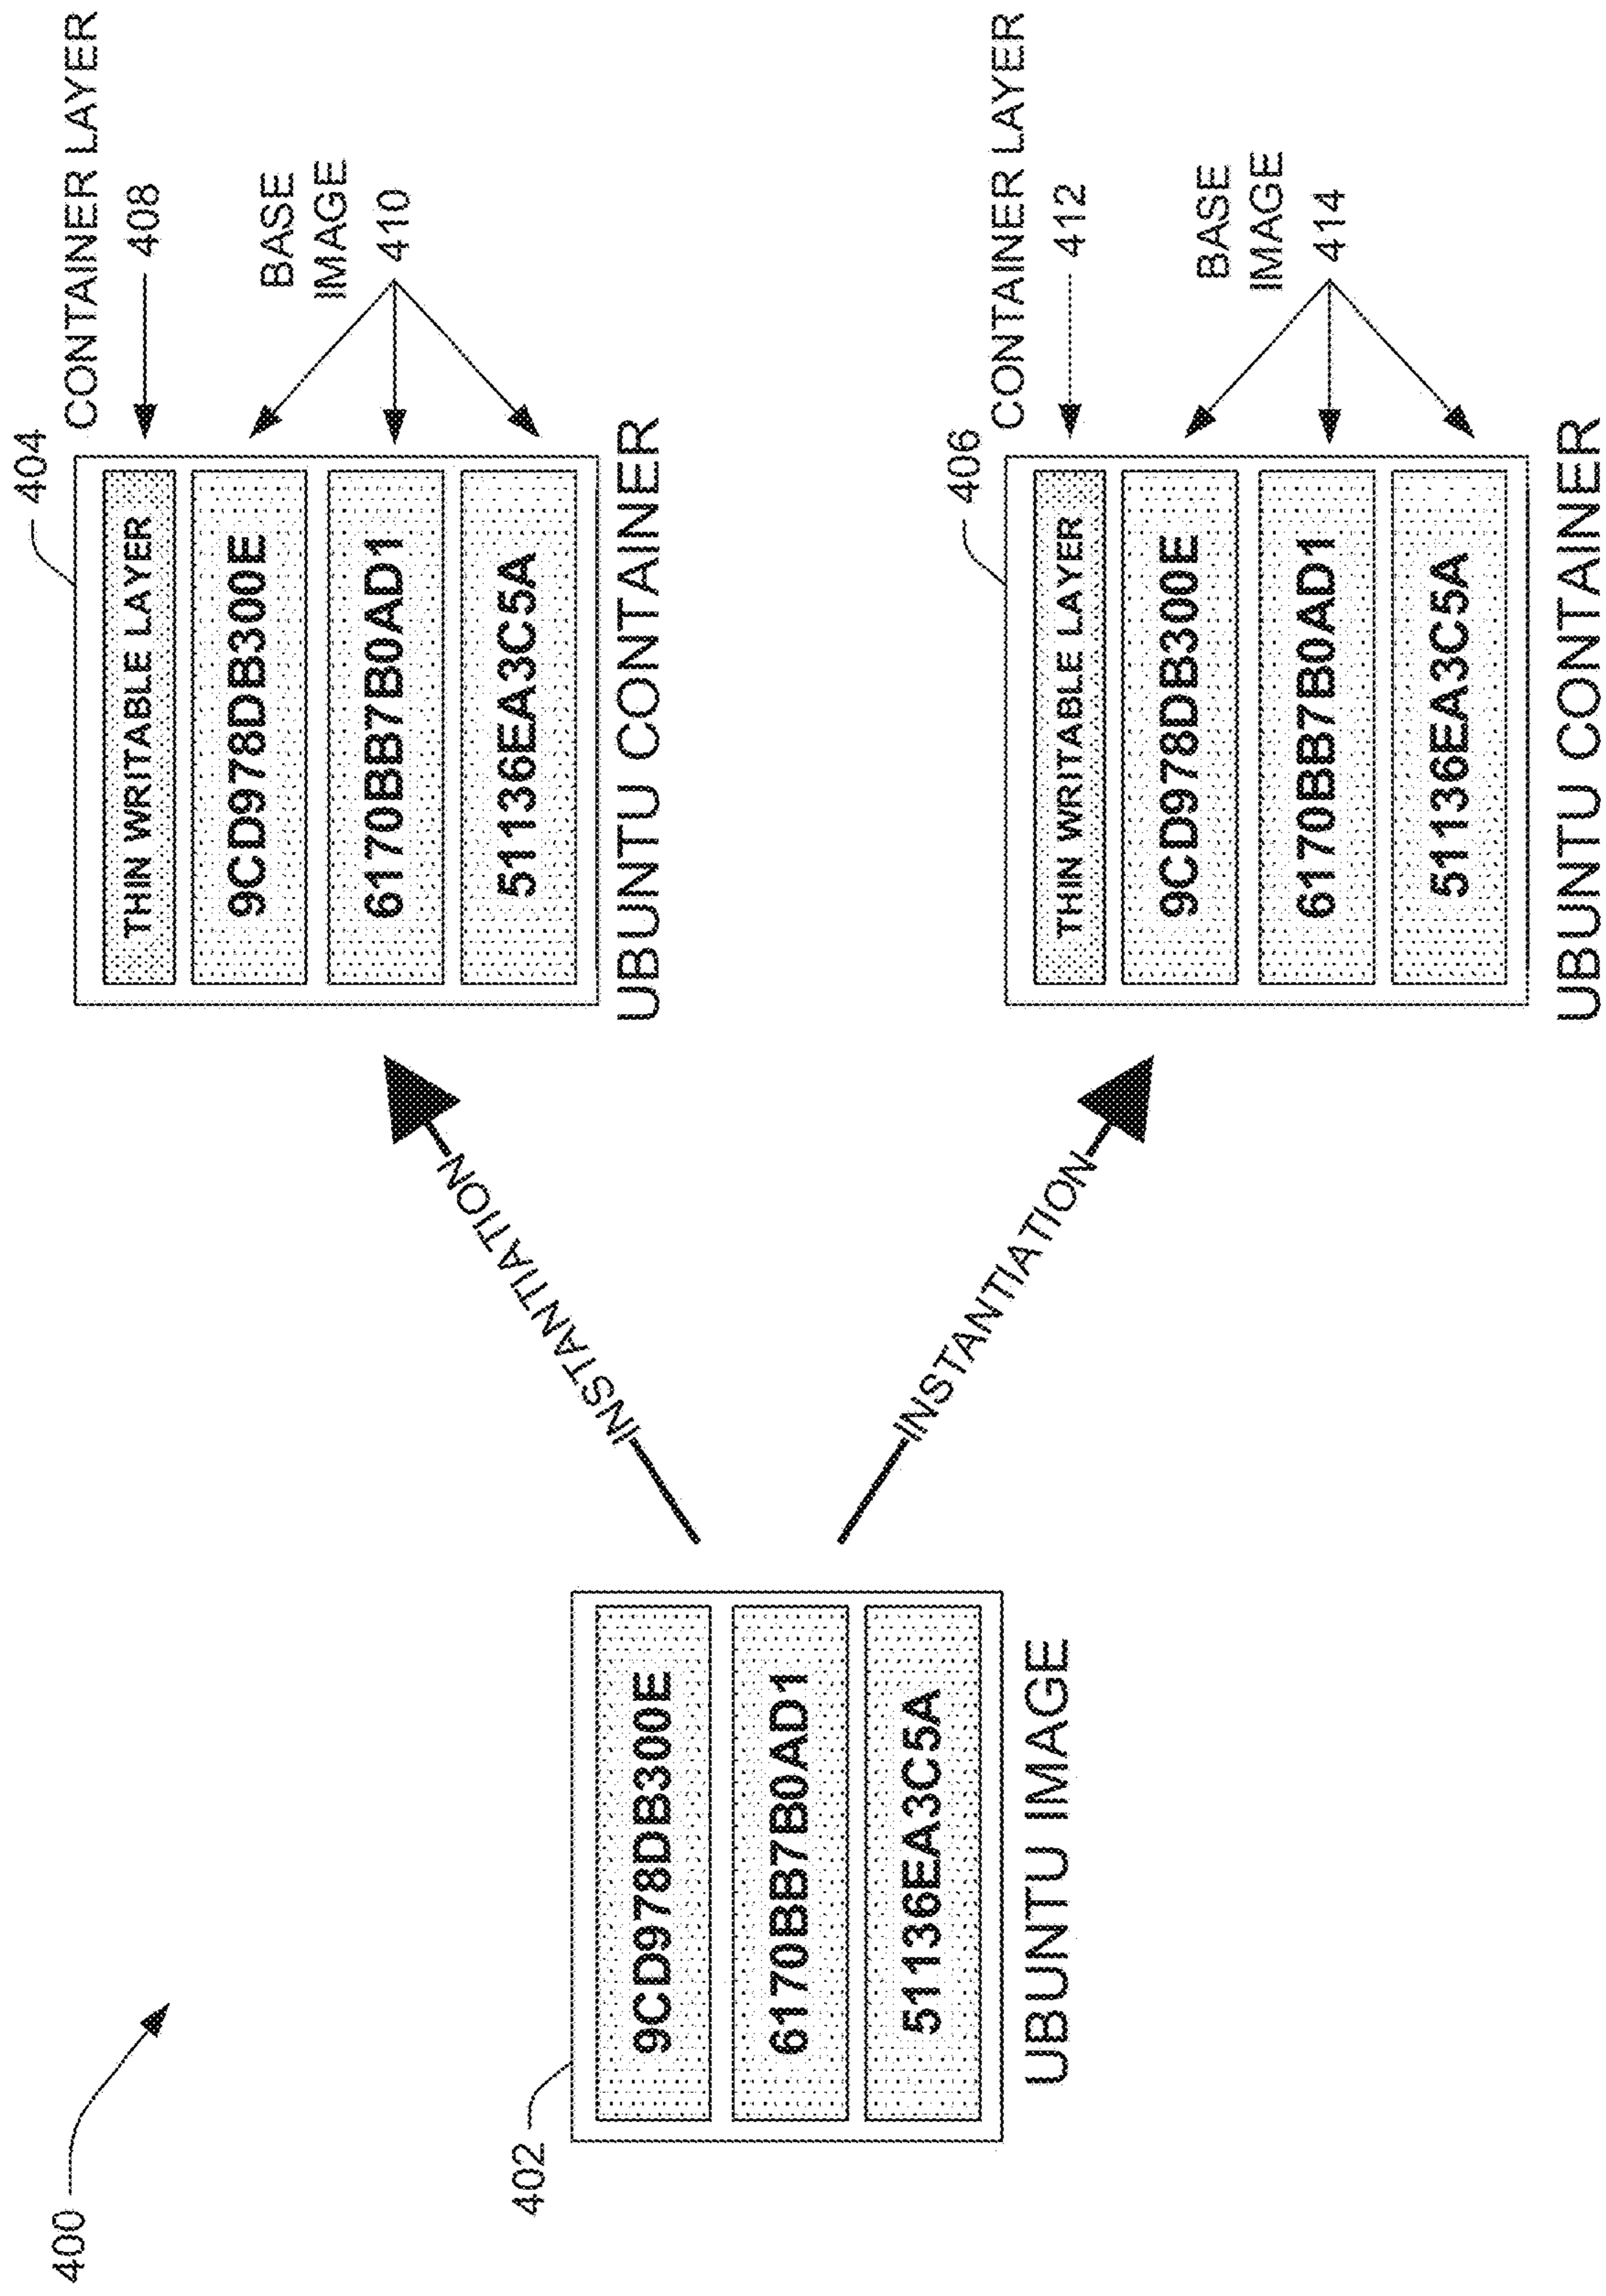 400
402
9CD978DB300E
6170BB7B0AD1
51136EA3C5A
UBUNTU IMAGE
INSTANTIATION
INSTANTIATION
404
CONTAINER LAYER
THIN WRITABLE LAYER
408
9CD978DB300E
BASE
IMAGE
6170BB7B0AD1
410
51136EA3C5A
UBUNTU CONTAINER
406
CONTAINER LAYER
THIN WRITABLE LAYER
412
9CD978DB300E
BASE
IMAGE
6170BB7B0AD1
414
51136EA3C5A
UBUNTU CONTAINER